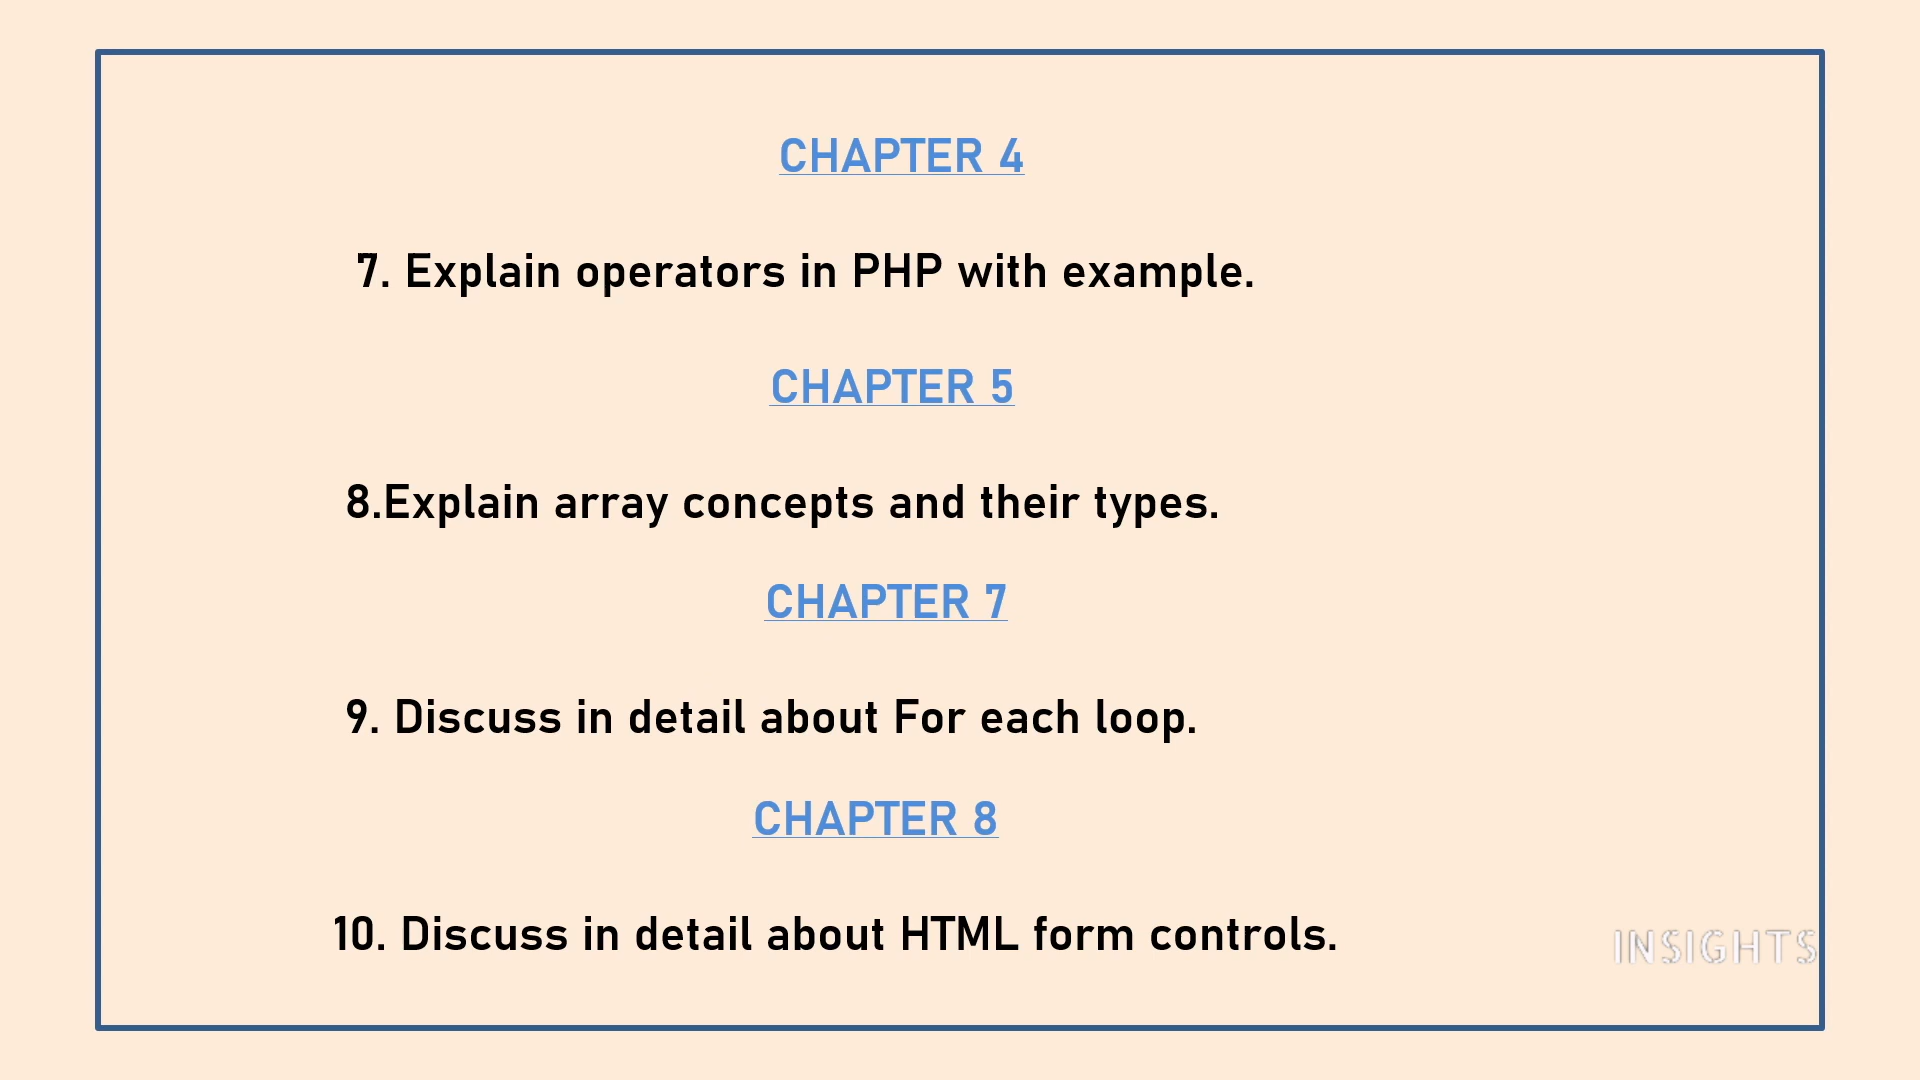 CHAPTER 4
7. Explain operators in PHP with example.
CHAPTER 5
8.Explain array concepts and their types.
CHAPTER 7
9. Discuss in detail about For each loop.
CHAPTER 8
10. Discuss in detail about HTML form controls.
INSIGHTS